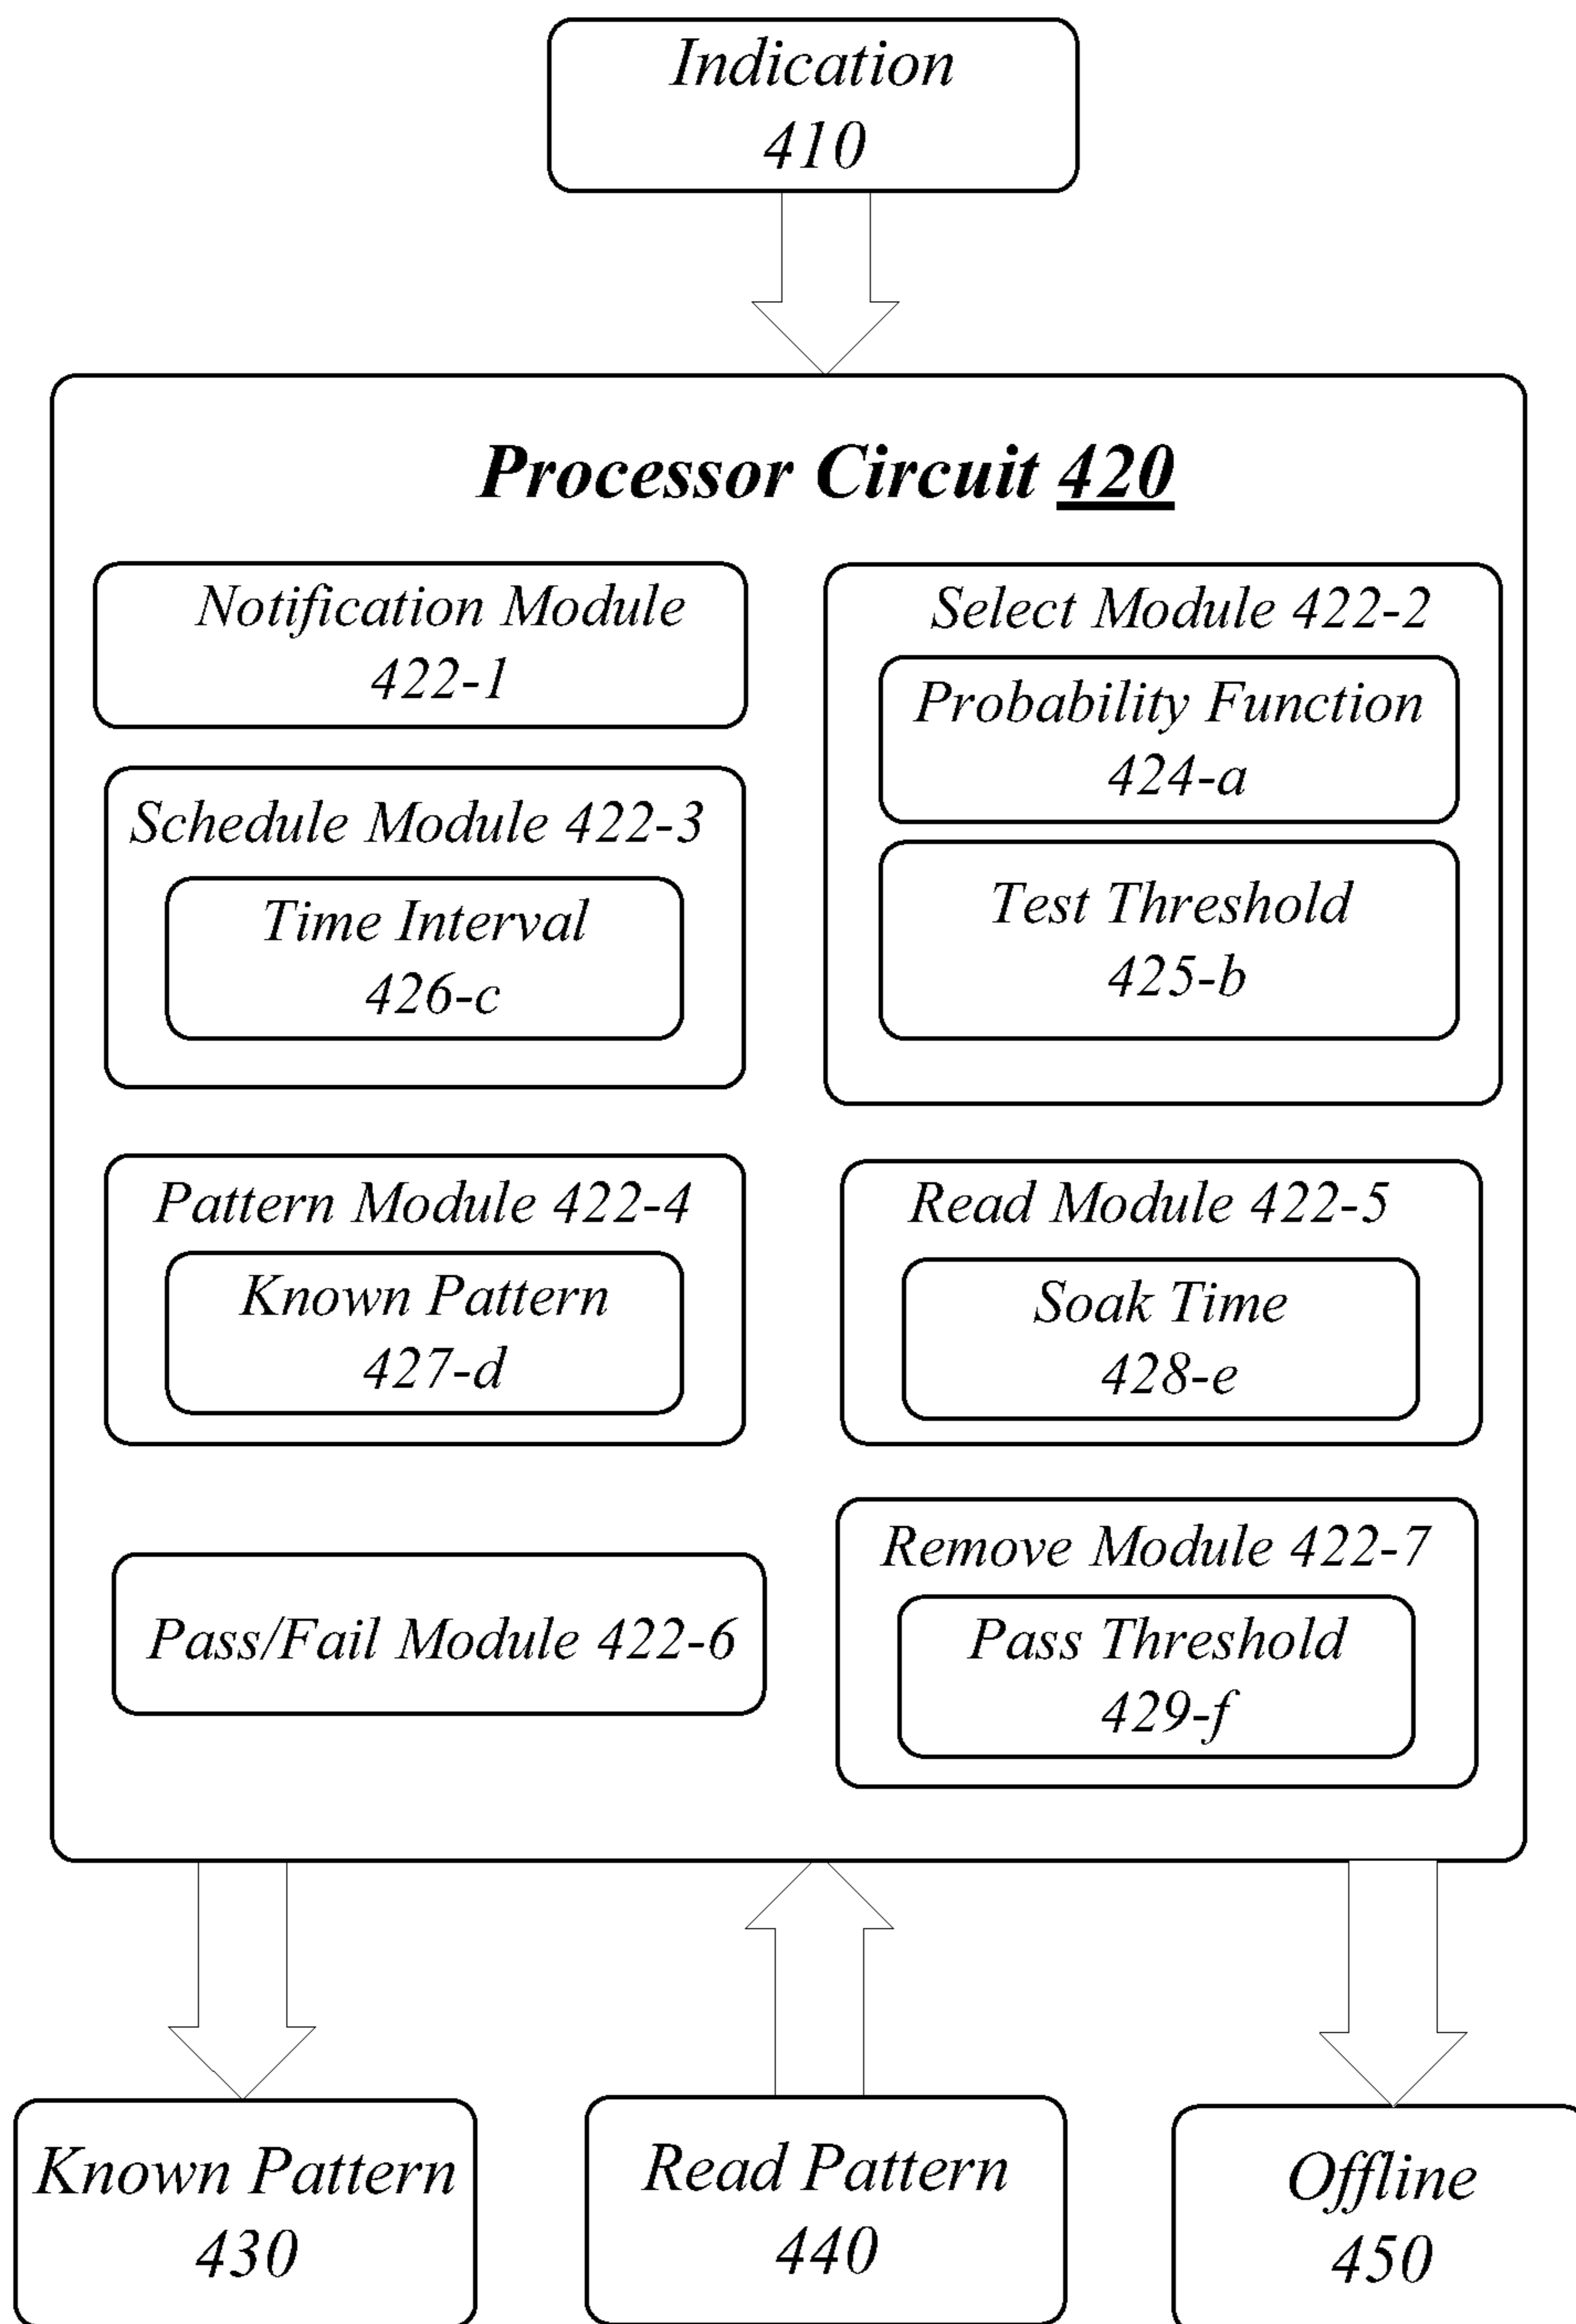 Indication
410
Processor Circuit 420
Notification Module
422-1
Select Module 422-2
Probability Function
424-a
Test Threshold
425-b
Schedule Module 422-3
Time Interval
426-c
Pattern Module 422-4
Known Pattern
427-d
Read Module 422-5
Soak Time
428-e
Pass/Fail Module 422-6
Remove Module 422-7
Pass Threshold
429-f
Known Pattern
430
Read Pattern
440
Offline
450